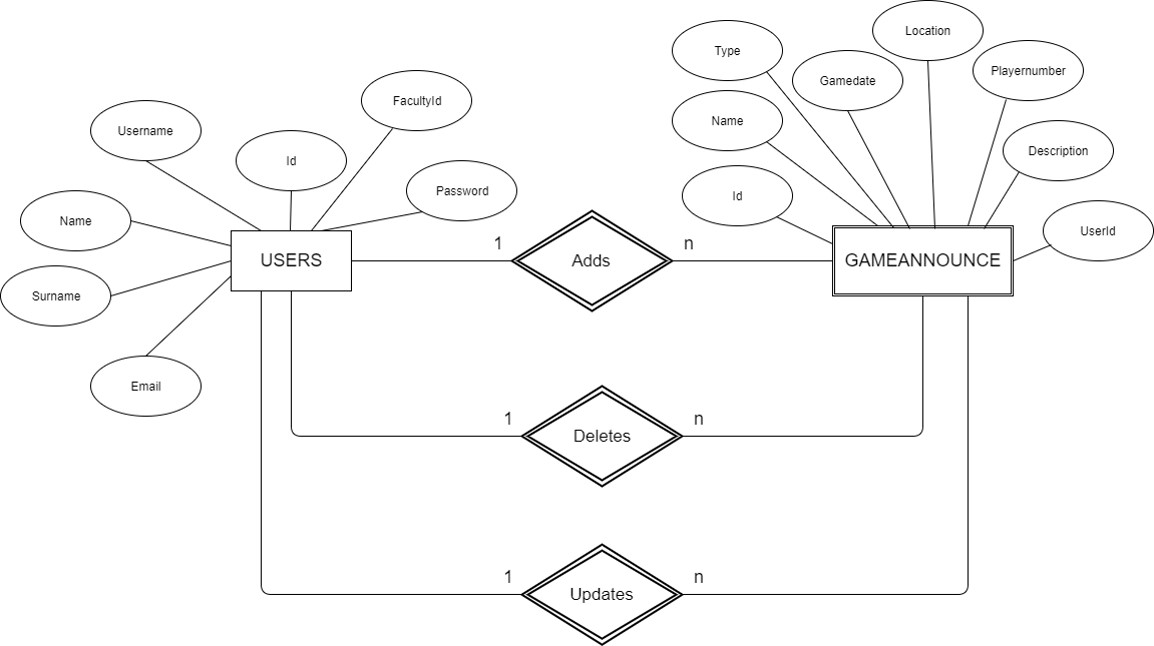 Location
Type
FacultyId
Gamedate
Playernumber
Username
Id
Name
Description
Password
Id
Name
UserId
USERS
1
Adds
n
GAMEANNOUNCE
Surname
Email
1
Deletes
n
1
Updates
n